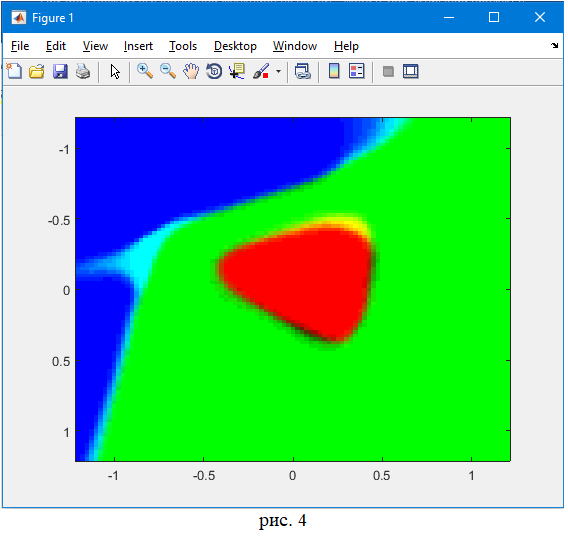 Figure 1
File Edit View Insert Tools Desktop Window Help
-1
-0.5
0
0.5
1
-1 -0.5 0 0.5 1
рис. 4